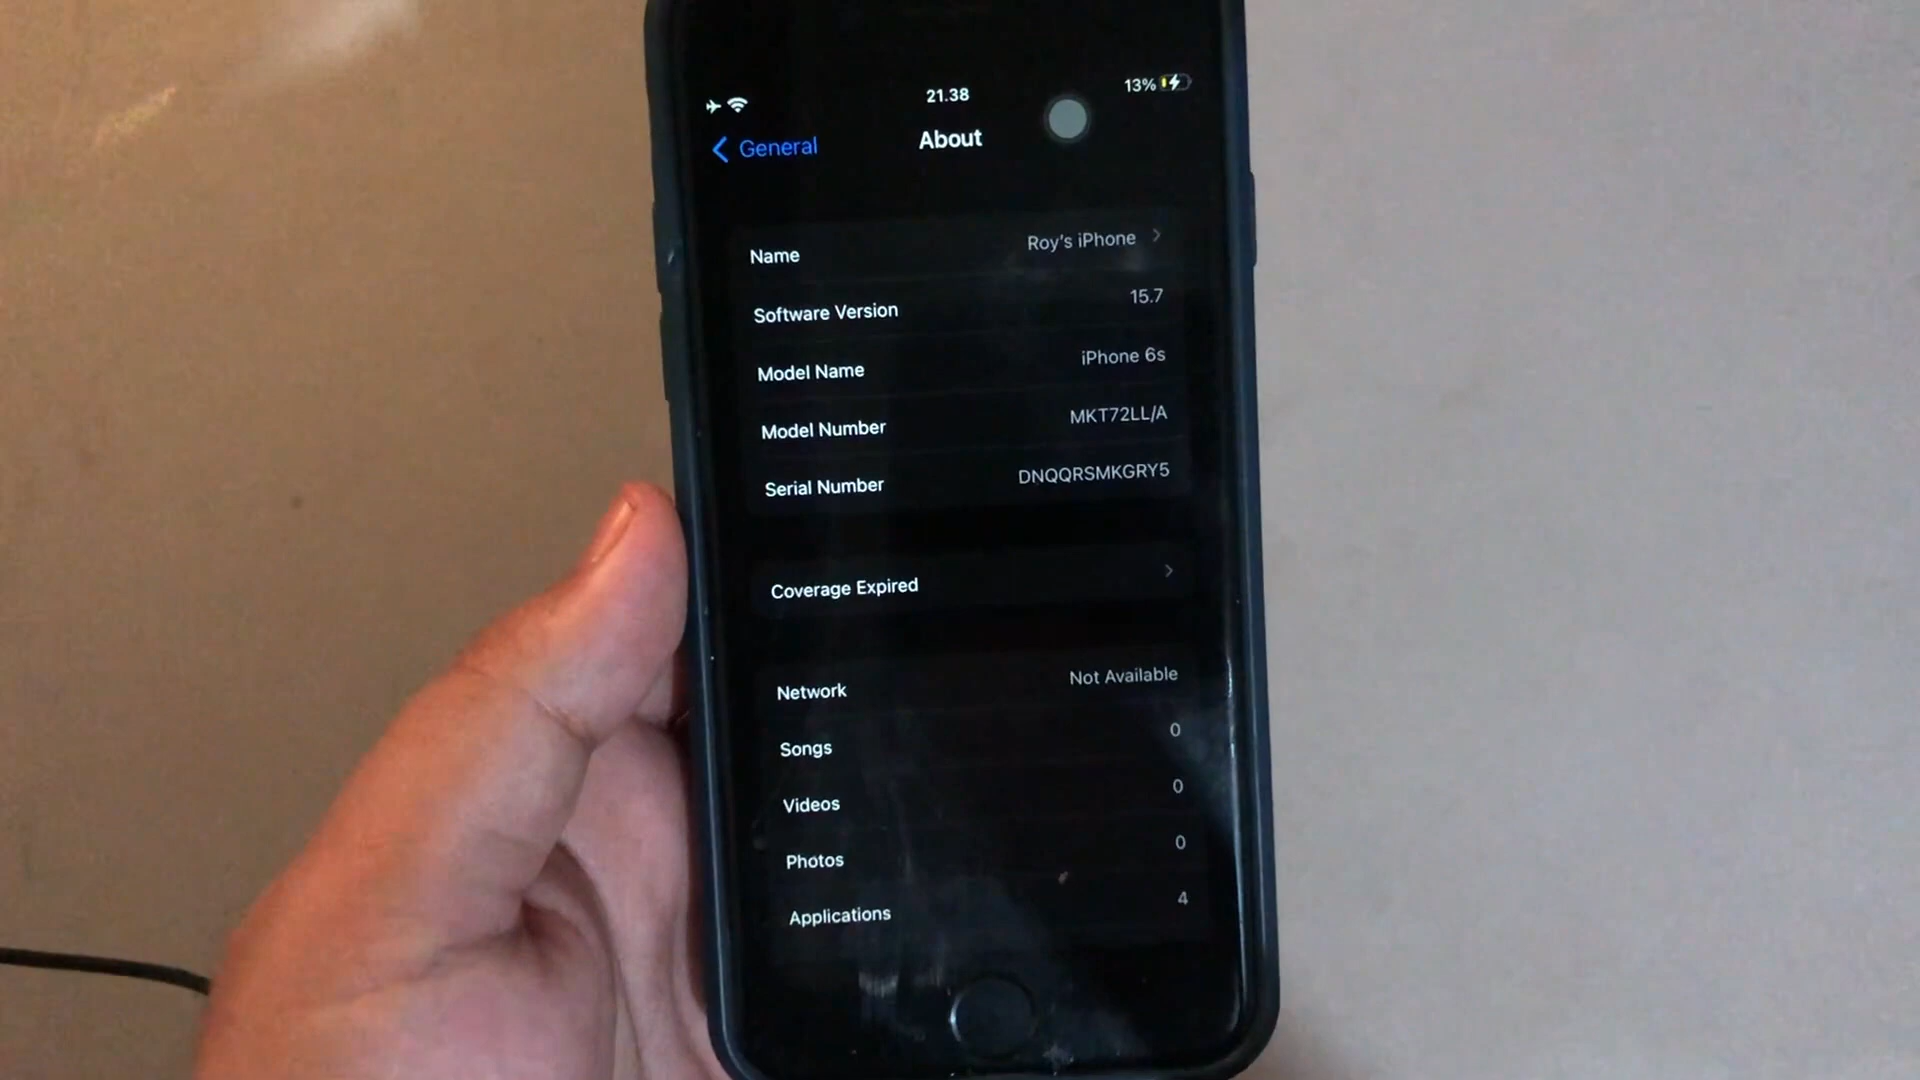 21.38
13%
General
About
Name Roy's iPhone
Software Version 15.7
Model Name iPhone 6s
Model Number MKT72LL/A
Serial Number DNQQRSMKGRY5
Coverage Expired
Network Not Available
Songs 0
Videos 0
Photos 0
Applications 4